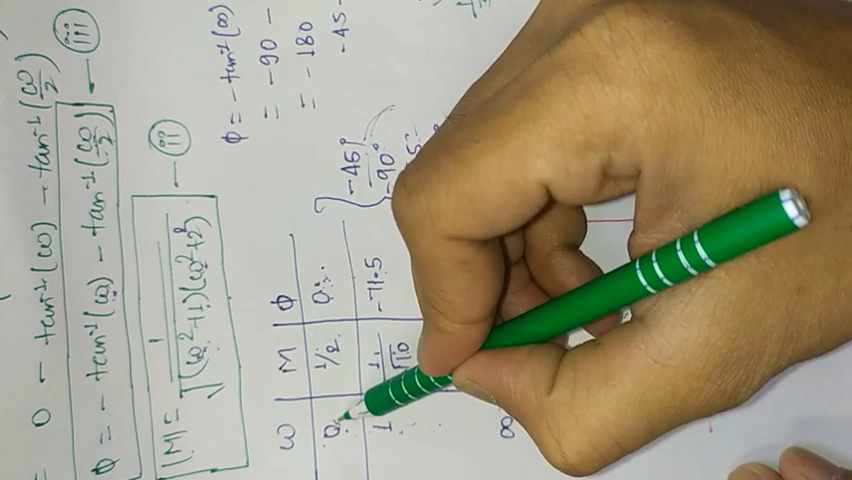 = 0 - tan⁻¹(ω) - tan⁻¹(ω/2)
ϕ = - tan⁻¹(ω) - tan⁻¹(ω/2) - (iii)
|M| = 1/√((ω²+1)(ω²+2²)) - (ii)
ϕ = - tan⁻¹(∞)
= -90 -
= -180
-45
ω M ϕ
0 1/2 0°
1 1/√10 -71.5
∞
-45°
-90°